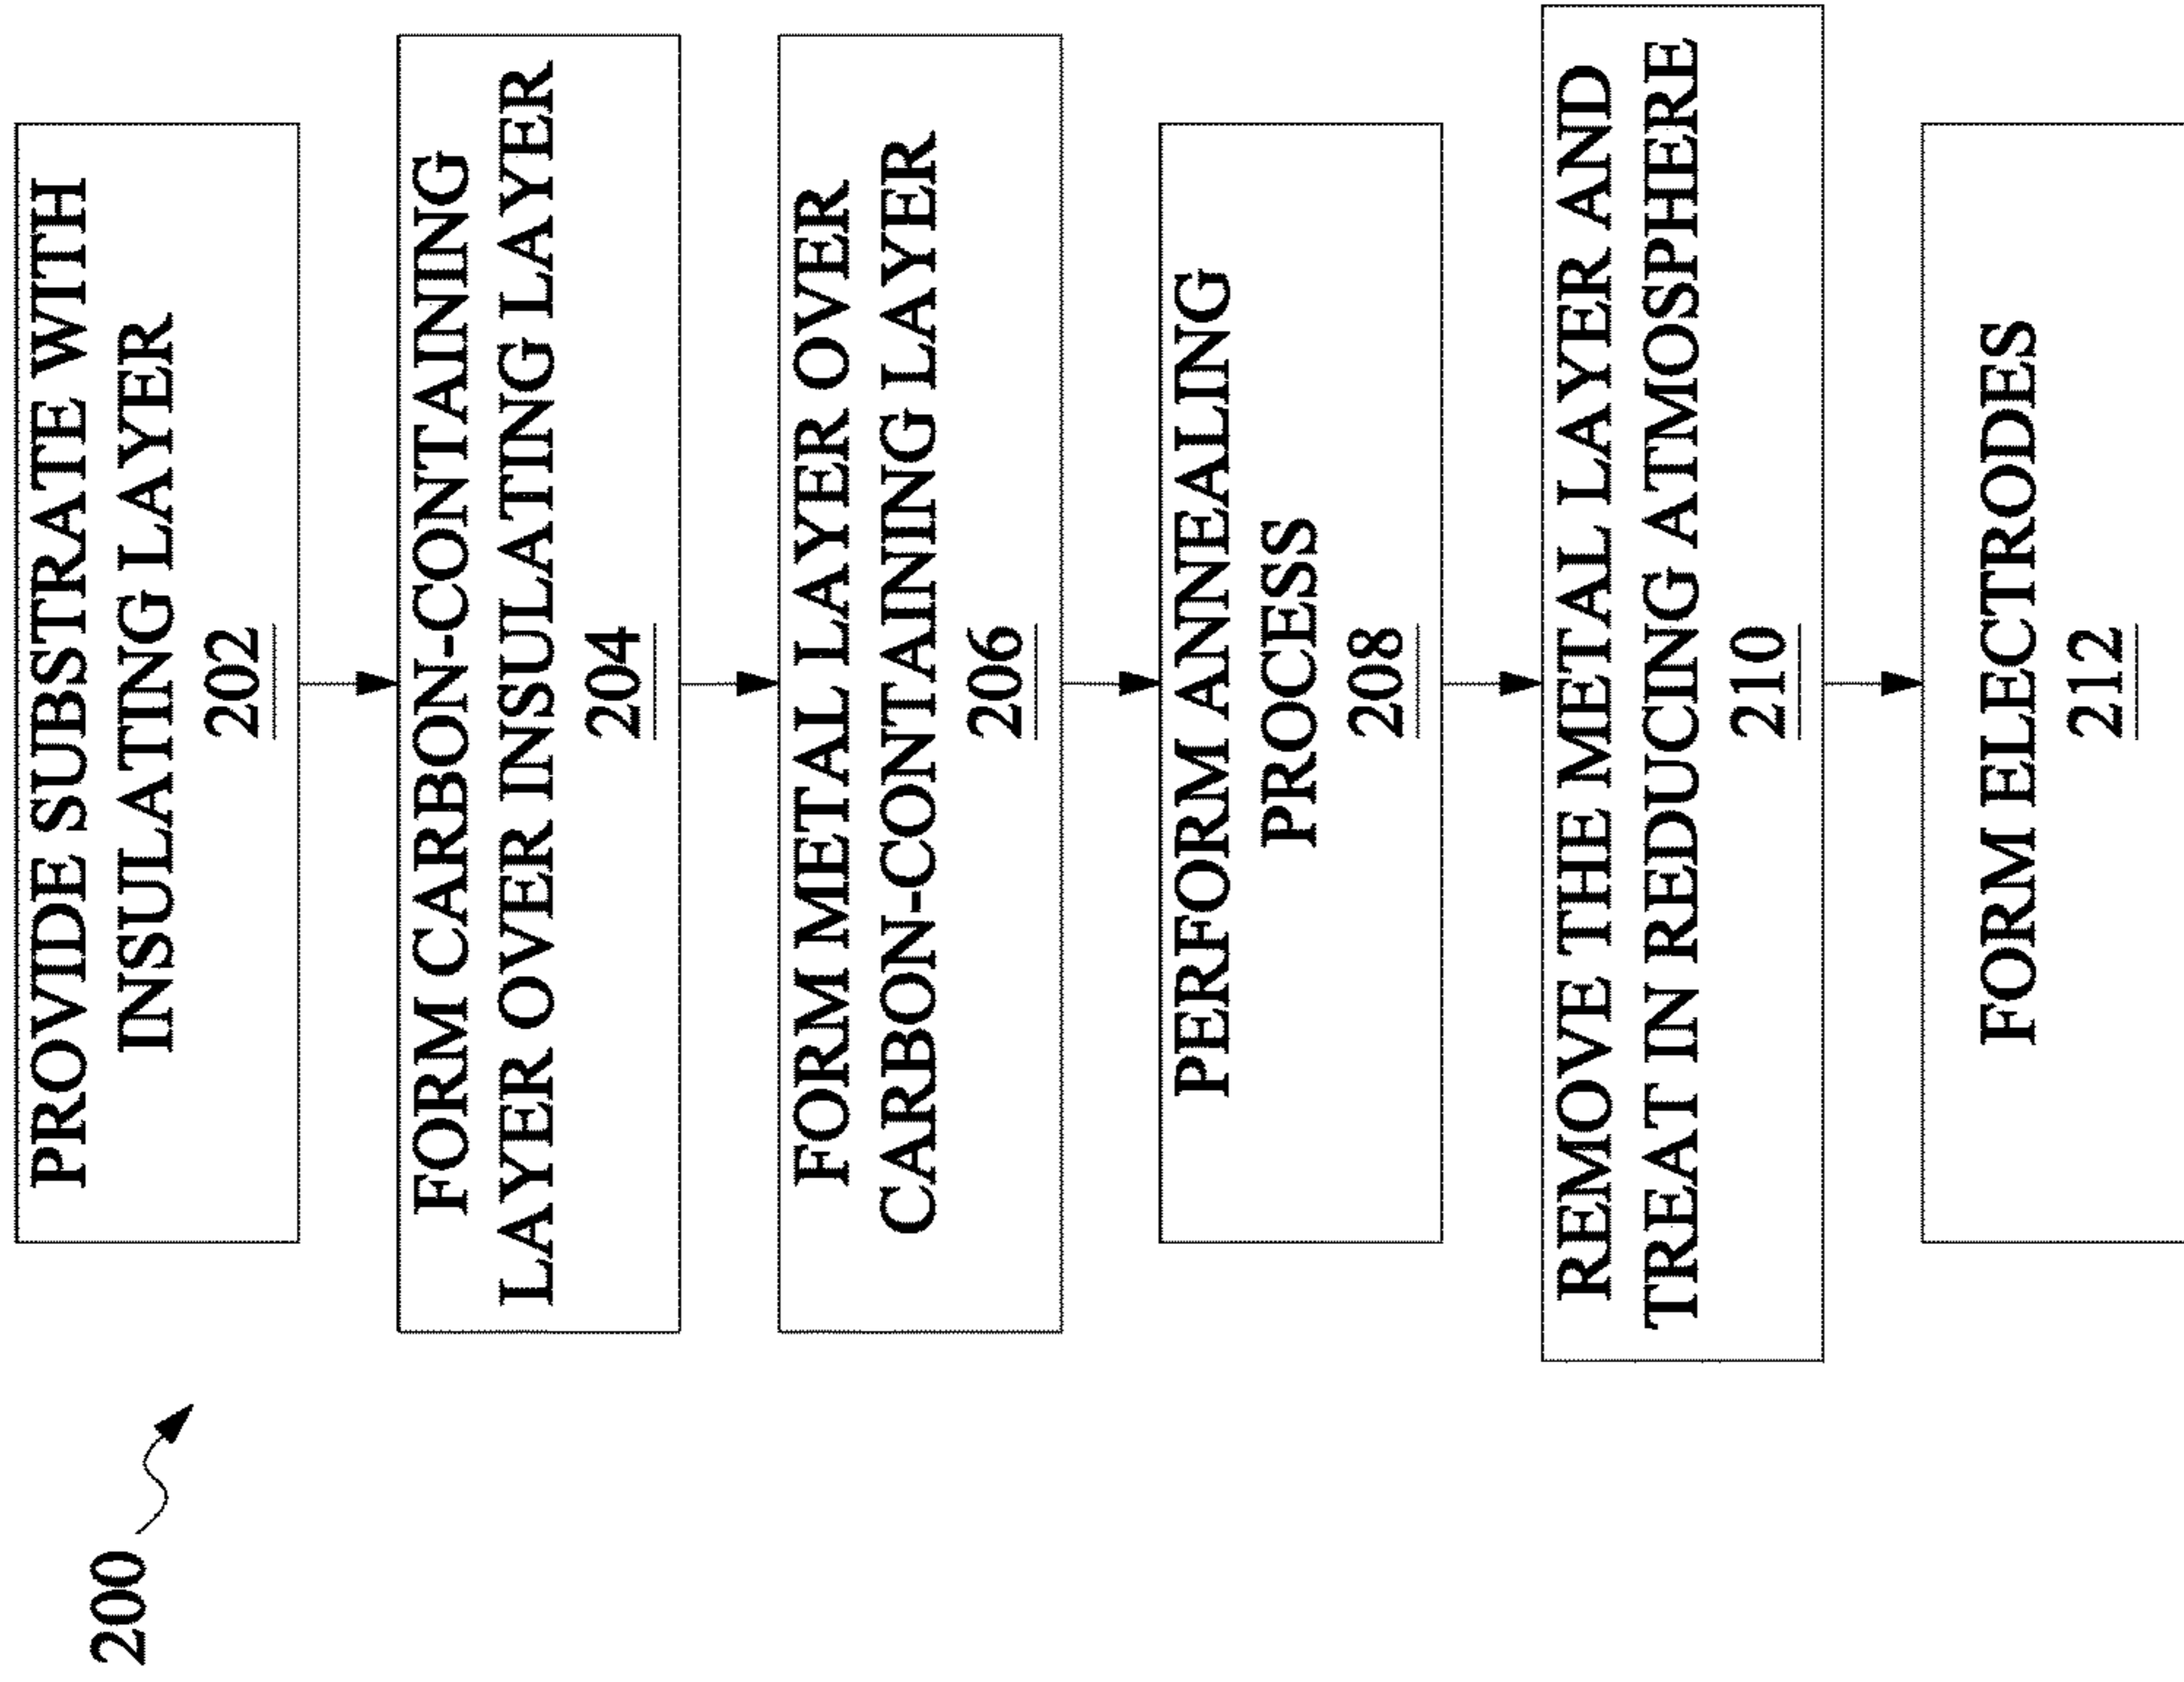 200
PROVIDE SUBSTRATE WITH
INSULATING LAYER
202
FORM CARBON-CONTAINING
LAYER OVER INSULATING LAYER
204
FORM METAL LAYER OVER
CARBON-CONTAINING LAYER
206
PERFORM ANNEALING
PROCESS
208
REMOVE THE METAL LAYER AND
TREAT IN REDUCING ATMOSPHERE
210
FORM ELECTRODES
212